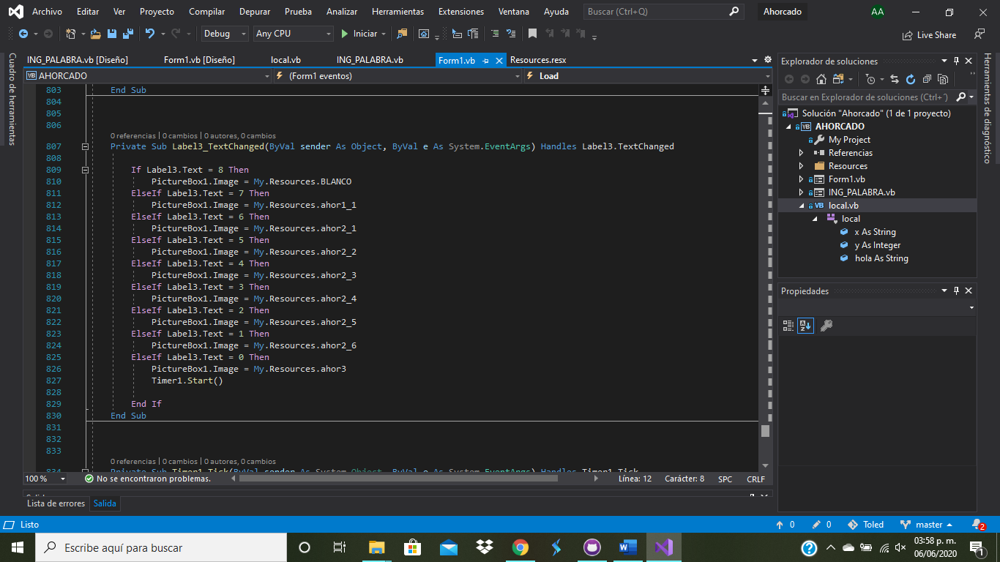 Archivo Editar Ver Proyecto Compilar Depurar Prueba Analizar Herramientas Extensiones Ventana Ayuda Buscar (Ctrl+Q) Ahorcado AA
Debug Any CPU Iniciar Live Share
Cuadro de herramientas
ING_PALABRA.vb [Diseño] Form1.vb [Diseño] local.vb ING_PALABRA.vb Form1.vb Resources.resx
VB AHORCADO (Form1 eventos) Load
803 End Sub
804
805
806
0 referencias | 0 cambios | 0 autores, 0 cambios
807 Private Sub Label3_TextChanged(ByVal sender As Object, ByVal e As System.EventArgs) Handles Label3.TextChanged
808
809 If Label3.Text = 8 Then
810 PictureBox1.Image = My.Resources.BLANCO
811 ElseIf Label3.Text = 7 Then
812 PictureBox1.Image = My.Resources.ahor1_1
813 ElseIf Label3.Text = 6 Then
814 PictureBox1.Image = My.Resources.ahor2_1
815 ElseIf Label3.Text = 5 Then
816 PictureBox1.Image = My.Resources.ahor2_2
817 ElseIf Label3.Text = 4 Then
818 PictureBox1.Image = My.Resources.ahor2_3
819 ElseIf Label3.Text = 3 Then
820 PictureBox1.Image = My.Resources.ahor2_4
821 ElseIf Label3.Text = 2 Then
822 PictureBox1.Image = My.Resources.ahor2_5
823 ElseIf Label3.Text = 1 Then
824 PictureBox1.Image = My.Resources.ahor2_6
825 ElseIf Label3.Text = 0 Then
826 PictureBox1.Image = My.Resources.ahor3
827 Timer1.Start()
828
829 End If
830 End Sub
831
832
833
0 referencias | 0 cambios | 0 autores, 0 cambios
834 Private Sub Timer1_Tick(ByVal sender As System.Object, ByVal e As System.EventArgs) Handles Timer1.Tick
100 % No se encontraron problemas. Línea: 12 Carácter: 8 SPC CRLF
Salida
Lista de errores Salida
Explorador de soluciones
Buscar en Explorador de soluciones (Ctrl+´)
Solución "Ahorcado" (1 de 1 proyecto)
VB AHORCADO
My Project
Referencias
Resources
Form1.vb
ING_PALABRA.vb
VB local.vb
local
x As String
y As Integer
hola As String
Propiedades
Herramientas de diagnóstico
Listo 0 0 Toled master 2
Escribe aquí para buscar 03:58 p. m.
06/06/2020 1